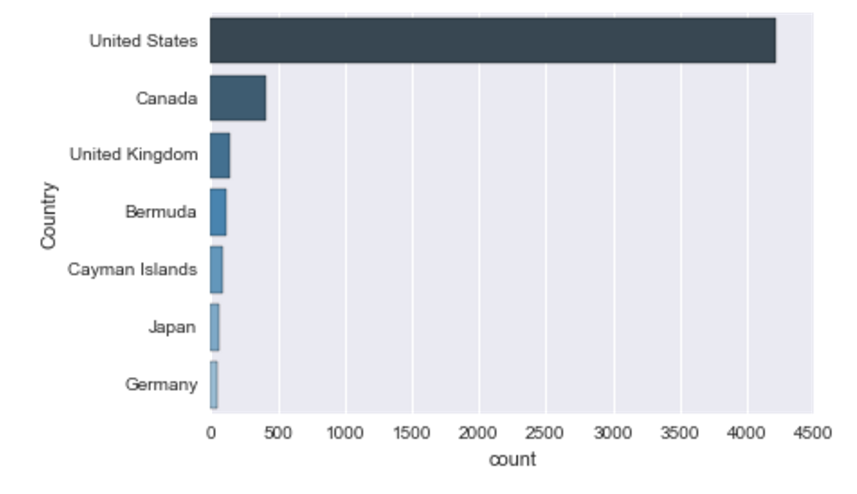 United States
Canada
United Kingdom
Bermuda
Cayman Islands
Japan
Germany
Country
0 500 1000 1500 2000 2500 3000 3500 4000 4500
count